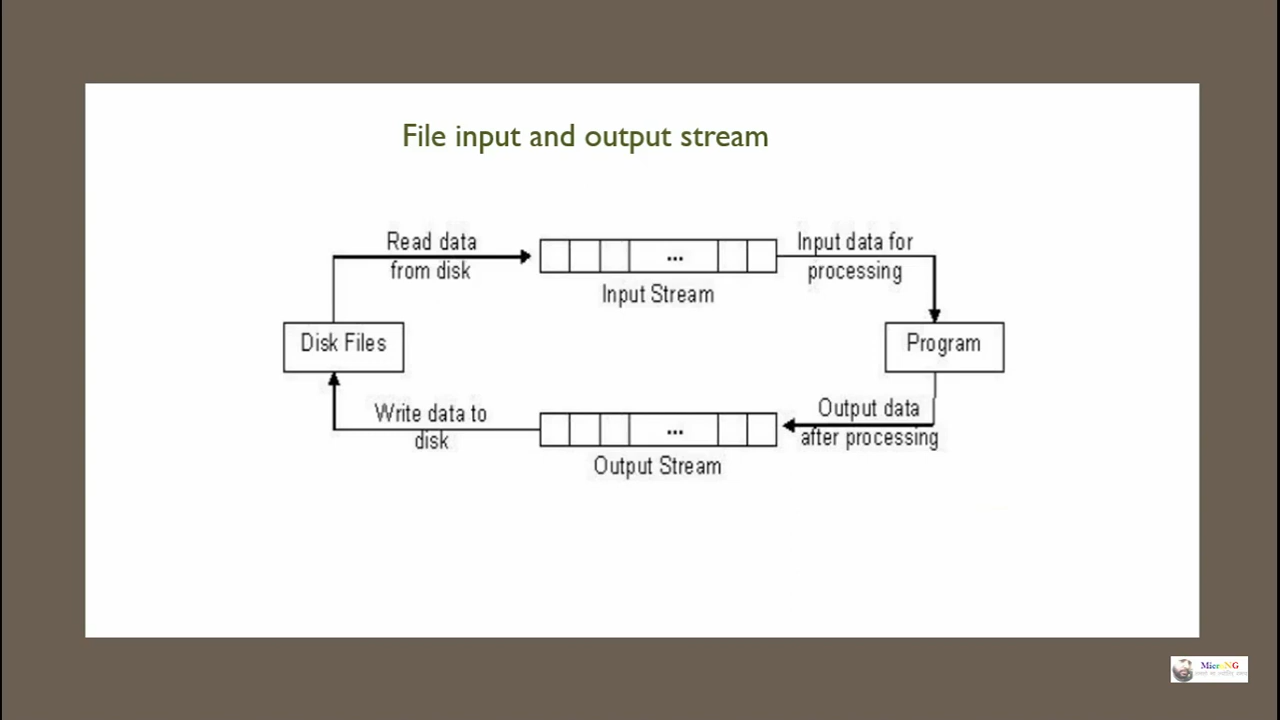 File input and output stream
Read data
from disk
...
Input Stream
Input data for
processing
Disk Files
Program
Write data to
disk
...
Output Stream
Output data
after processing
MicroNG